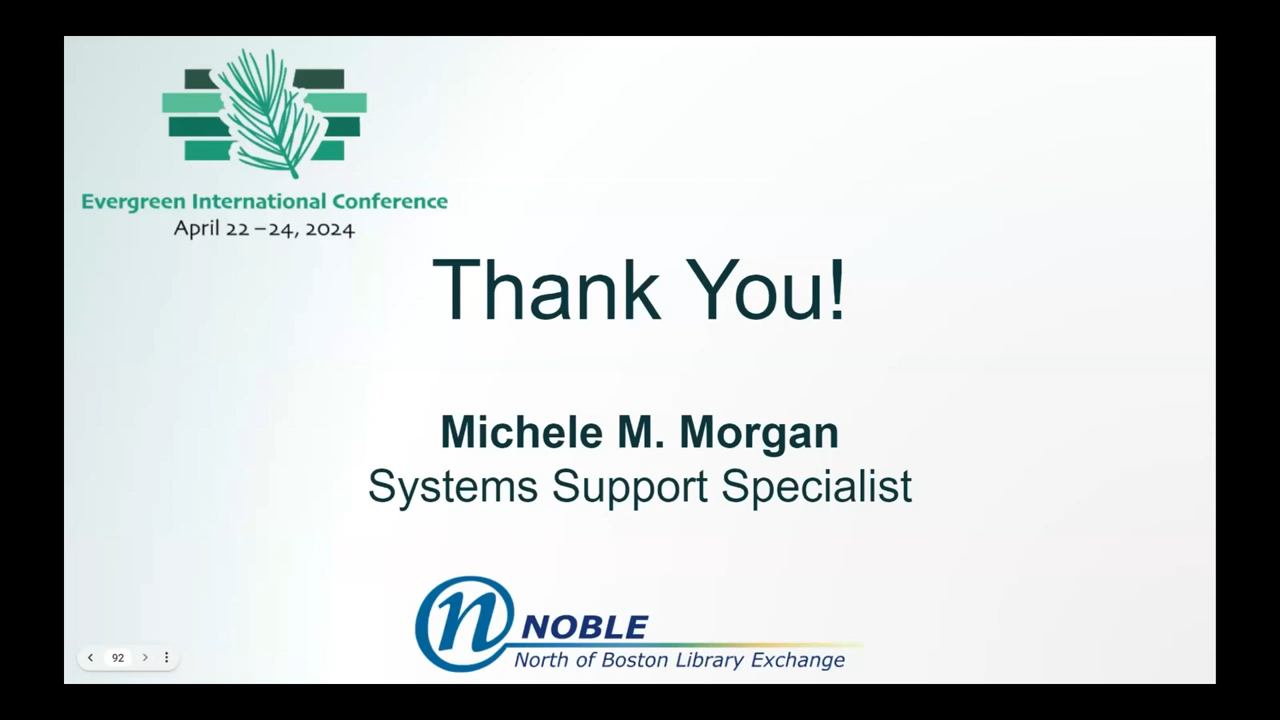 Evergreen International Conference
April 22 – 24, 2024
Thank You!
Michele M. Morgan
Systems Support Specialist
n NOBLE
North of Boston Library Exchange
92